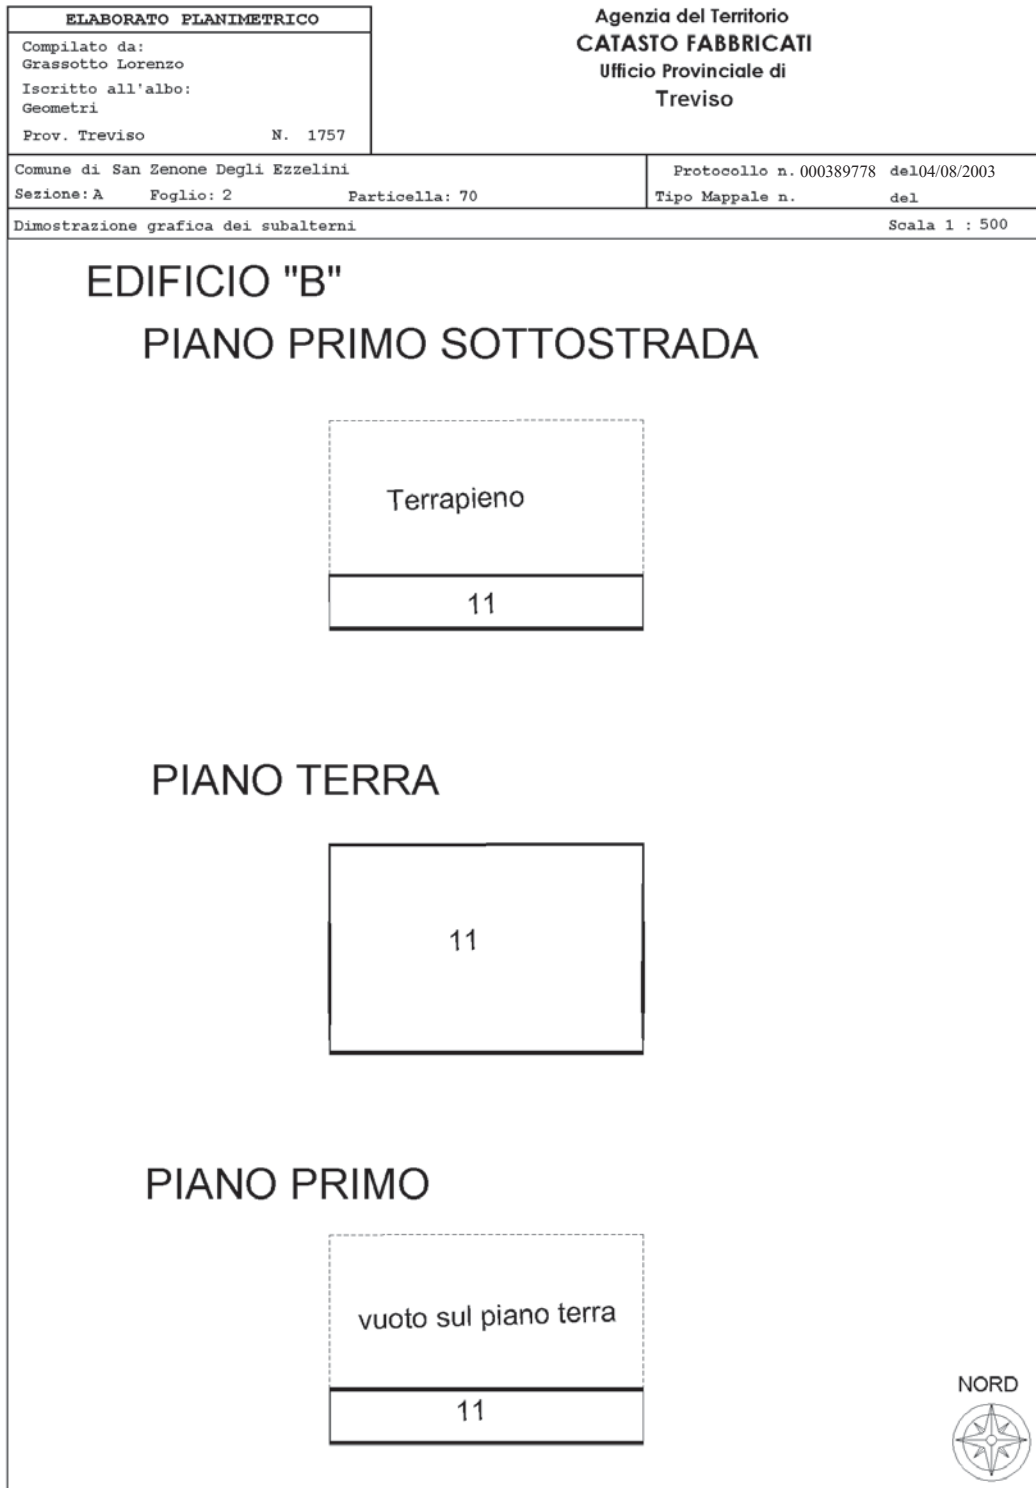 ELABORATO PLANIMETRICO
Compilato da:
Grassotto Lorenzo
Iscritto all'albo:
Geometri
Prov. Treviso N. 1757
Agenzia del Territorio
CATASTO FABBRICATI
Ufficio Provinciale di
Treviso
Comune di San Zenone Degli Ezzelini
Sezione: A Foglio: 2 Particella: 70
Protocollo n. 000389778 del 04/08/2003
Tipo Mappale n. del
Dimostrazione grafica dei subalterni Scala 1 : 500
EDIFICIO "B"
PIANO PRIMO SOTTOSTRADA
Terrapieno
11
PIANO TERRA
11
PIANO PRIMO
vuoto sul piano terra
11
NORD